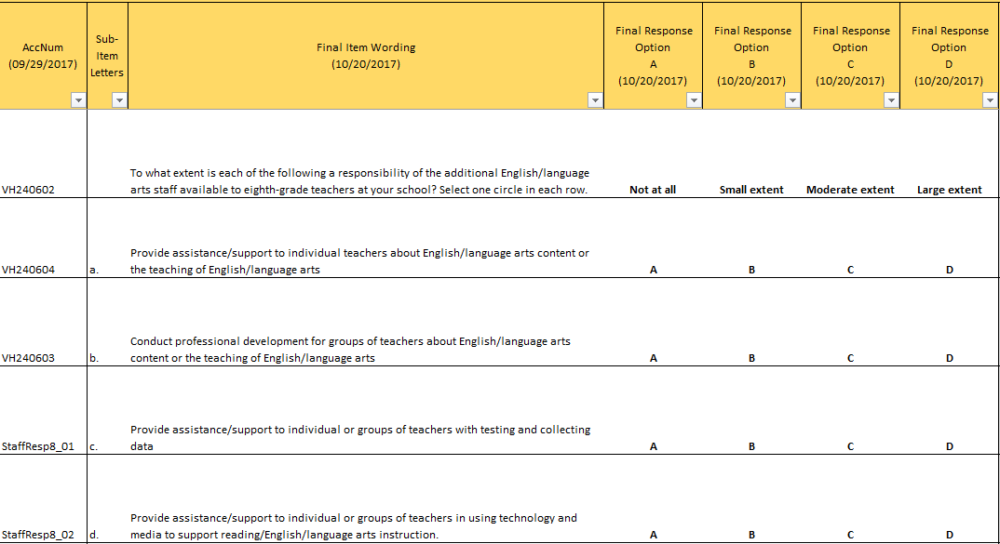 AccNum
(09/29/2017)
Sub-
Item
Letters
Final Item Wording
(10/20/2017)
Final Response
Option
A
(10/20/2017)
Final Response
Option
B
(10/20/2017)
Final Response
Option
C
(10/20/2017)
Final Response
Option
D
(10/20/2017)
To what extent is each of the following a responsibility of the additional English/language
VH240602 arts staff available to eighth-grade teachers at your school? Select one circle in each row. Not at all Small extent Moderate extent Large extent
Provide assistance/support to individual teachers about English/language arts content or
VH240604 a. the teaching of English/language arts A B C D
Conduct professional development for groups of teachers about English/language arts
VH240603 b. content or the teaching of English/language arts A B C D
Provide assistance/support to individual or groups of teachers with testing and collecting
StaffResp8_01 c. data A B C D
Provide assistance/support to individual or groups of teachers in using technology and
StaffResp8_02 d. media to support reading/English/language arts instruction. A B C D